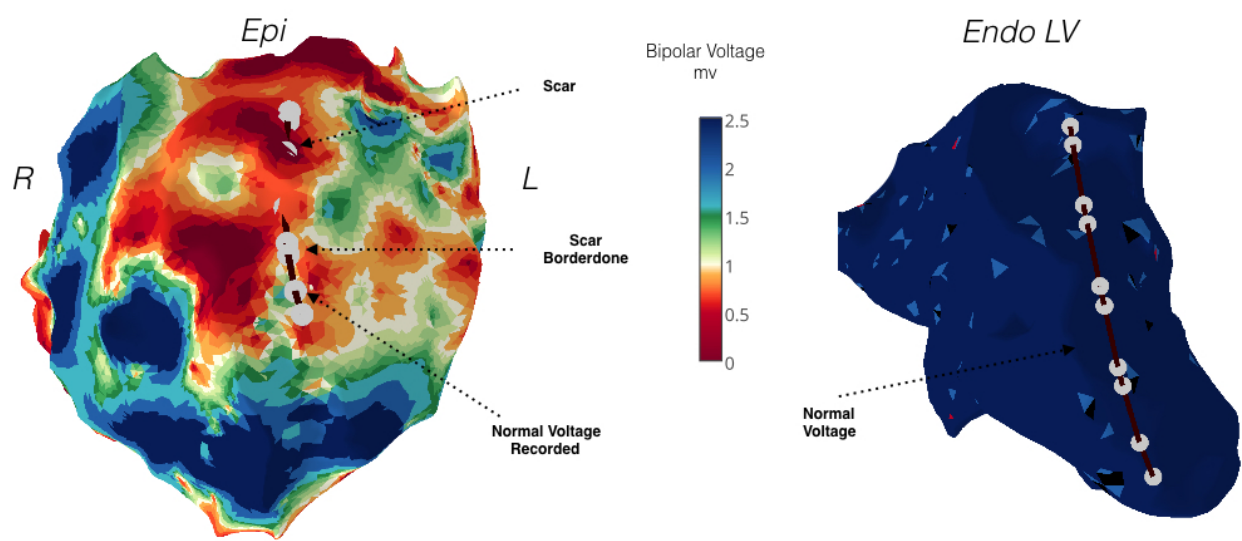 Epi
Endo LV
Bipolar Voltage
mv
Scar
2.5
2
1.5
1
0.5
0
R
L
Scar
Borderdone
Normal Voltage
Recorded
Normal
Voltage